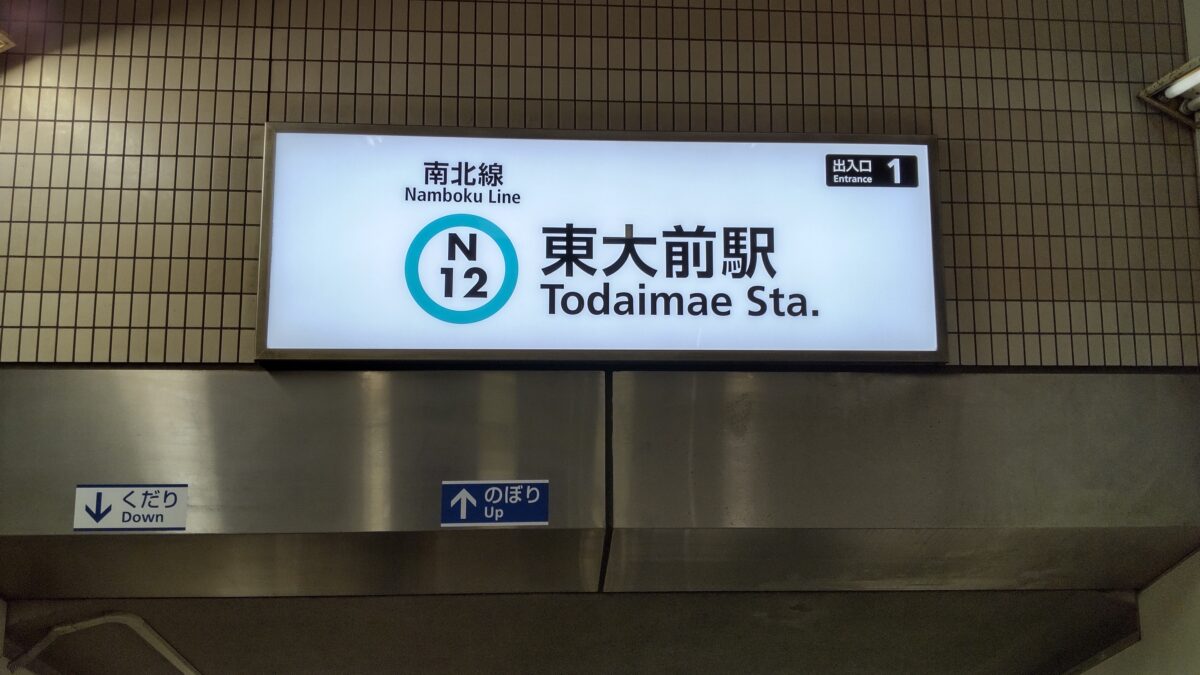 南北線
Namboku Line
N
12
東大前駅
Todaimae Sta.
出入口
Entrance
1
くだり
Down
のぼり
Up